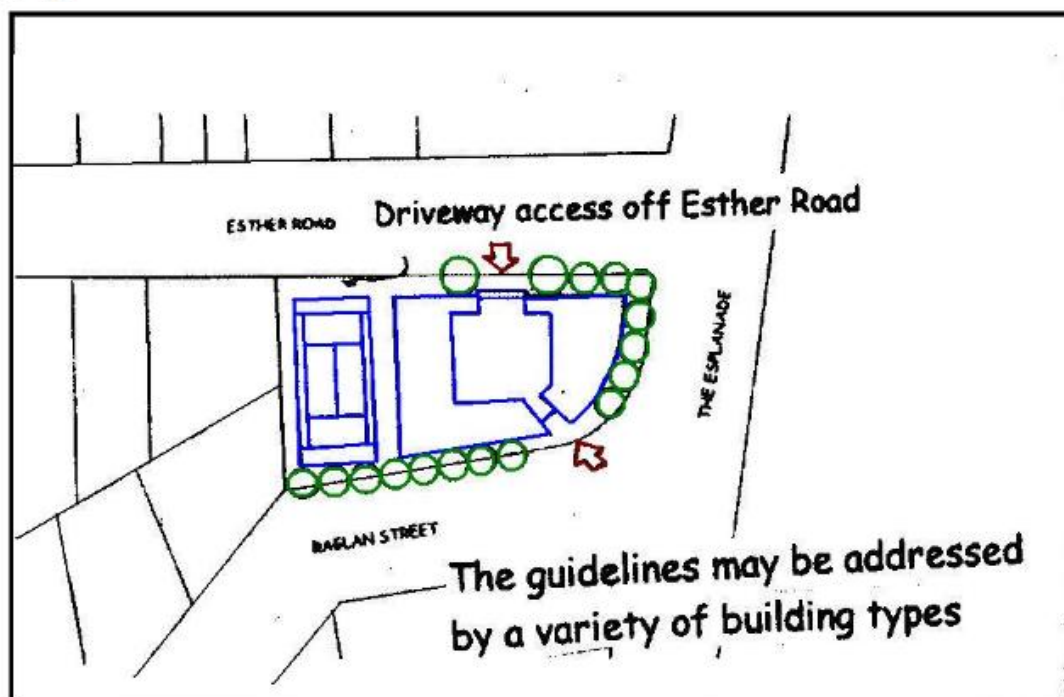 ESTHER ROAD
Driveway access off Esther Road
THE ESPLANADE
RAGLAN STREET
The guidelines may be addressed
by a variety of building types